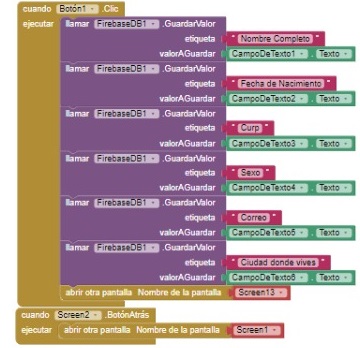 cuando Botón1 .Clic
ejecutar llamar FirebaseDB1 .GuardarValor
etiqueta " Nombre Completo "
valorAGuardar CampoDeTexto1 . Texto
llamar FirebaseDB1 .GuardarValor
etiqueta " Fecha de Nacimiento "
valorAGuardar CampoDeTexto2 . Texto
llamar FirebaseDB1 .GuardarValor
etiqueta " Curp "
valorAGuardar CampoDeTexto3 . Texto
llamar FirebaseDB1 .GuardarValor
etiqueta " Sexo "
valorAGuardar CampoDeTexto4 . Texto
llamar FirebaseDB1 .GuardarValor
etiqueta " Correo "
valorAGuardar CampoDeTexto5 . Texto
llamar FirebaseDB1 .GuardarValor
etiqueta " Ciudad donde vives "
valorAGuardar CampoDeTexto6 . Texto
abrir otra pantalla Nombre de la pantalla Screen13
cuando Screen2 .BotónAtrás
ejecutar abrir otra pantalla Nombre de la pantalla Screen1